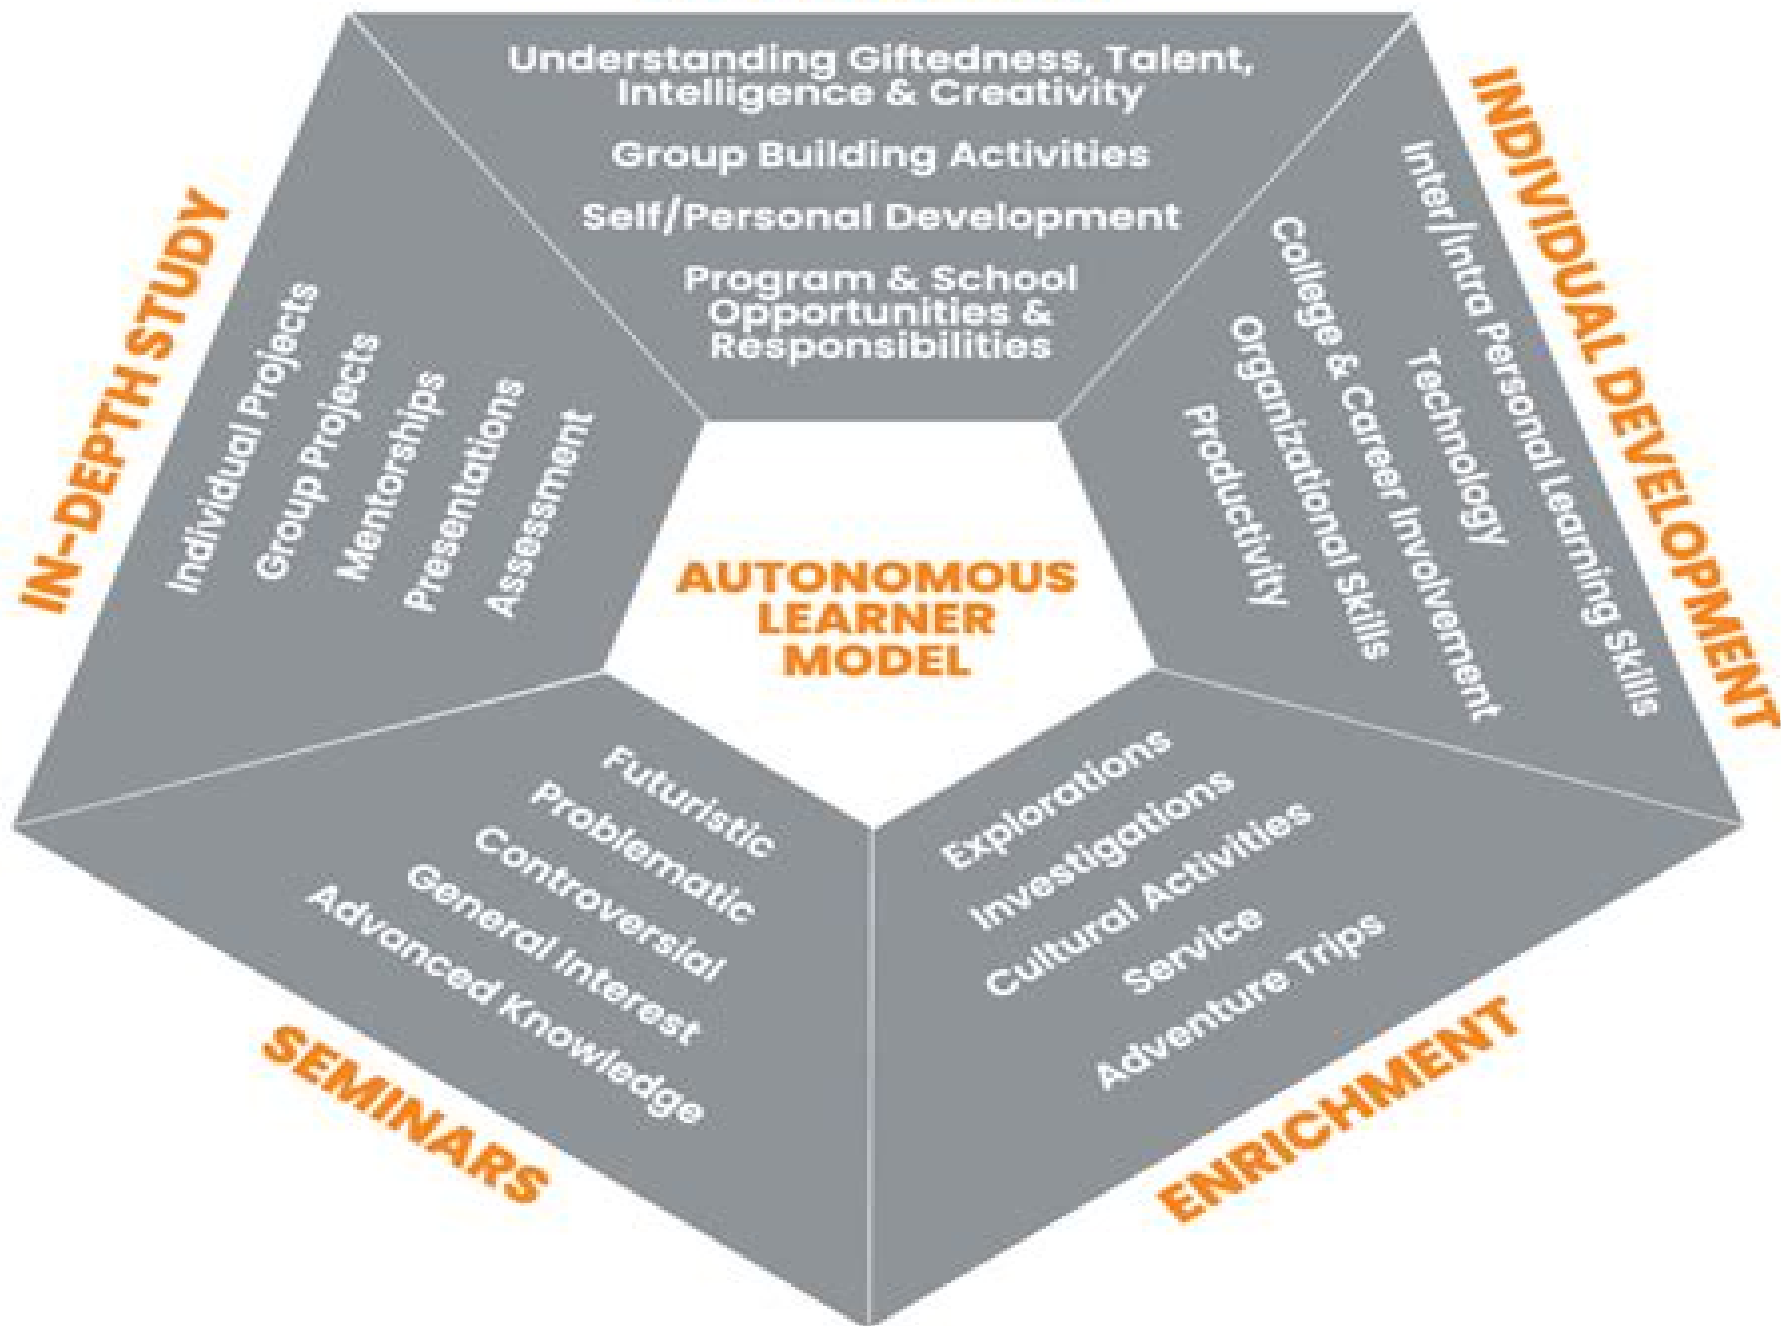 Understanding Giftedness, Talent,
Intelligence & Creativity
Group Building Activities
Self/Personal Development
Program & School
Opportunities &
Responsibilities
INDIVIDUAL DEVELOPMENT
Inter/Intra Personal Learning Skills
Technology
College & Career Involvement
Organizational Skills
Productivity
ENRICHMENT
Explorations
Investigations
Cultural Activities
Service
Adventure Trips
SEMINARS
Futuristic
Problematic
Controversial
General Interest
Advanced Knowledge
IN-DEPTH STUDY
Individual Projects
Group Projects
Mentorships
Presentations
Assessment
AUTONOMOUS
LEARNER
MODEL